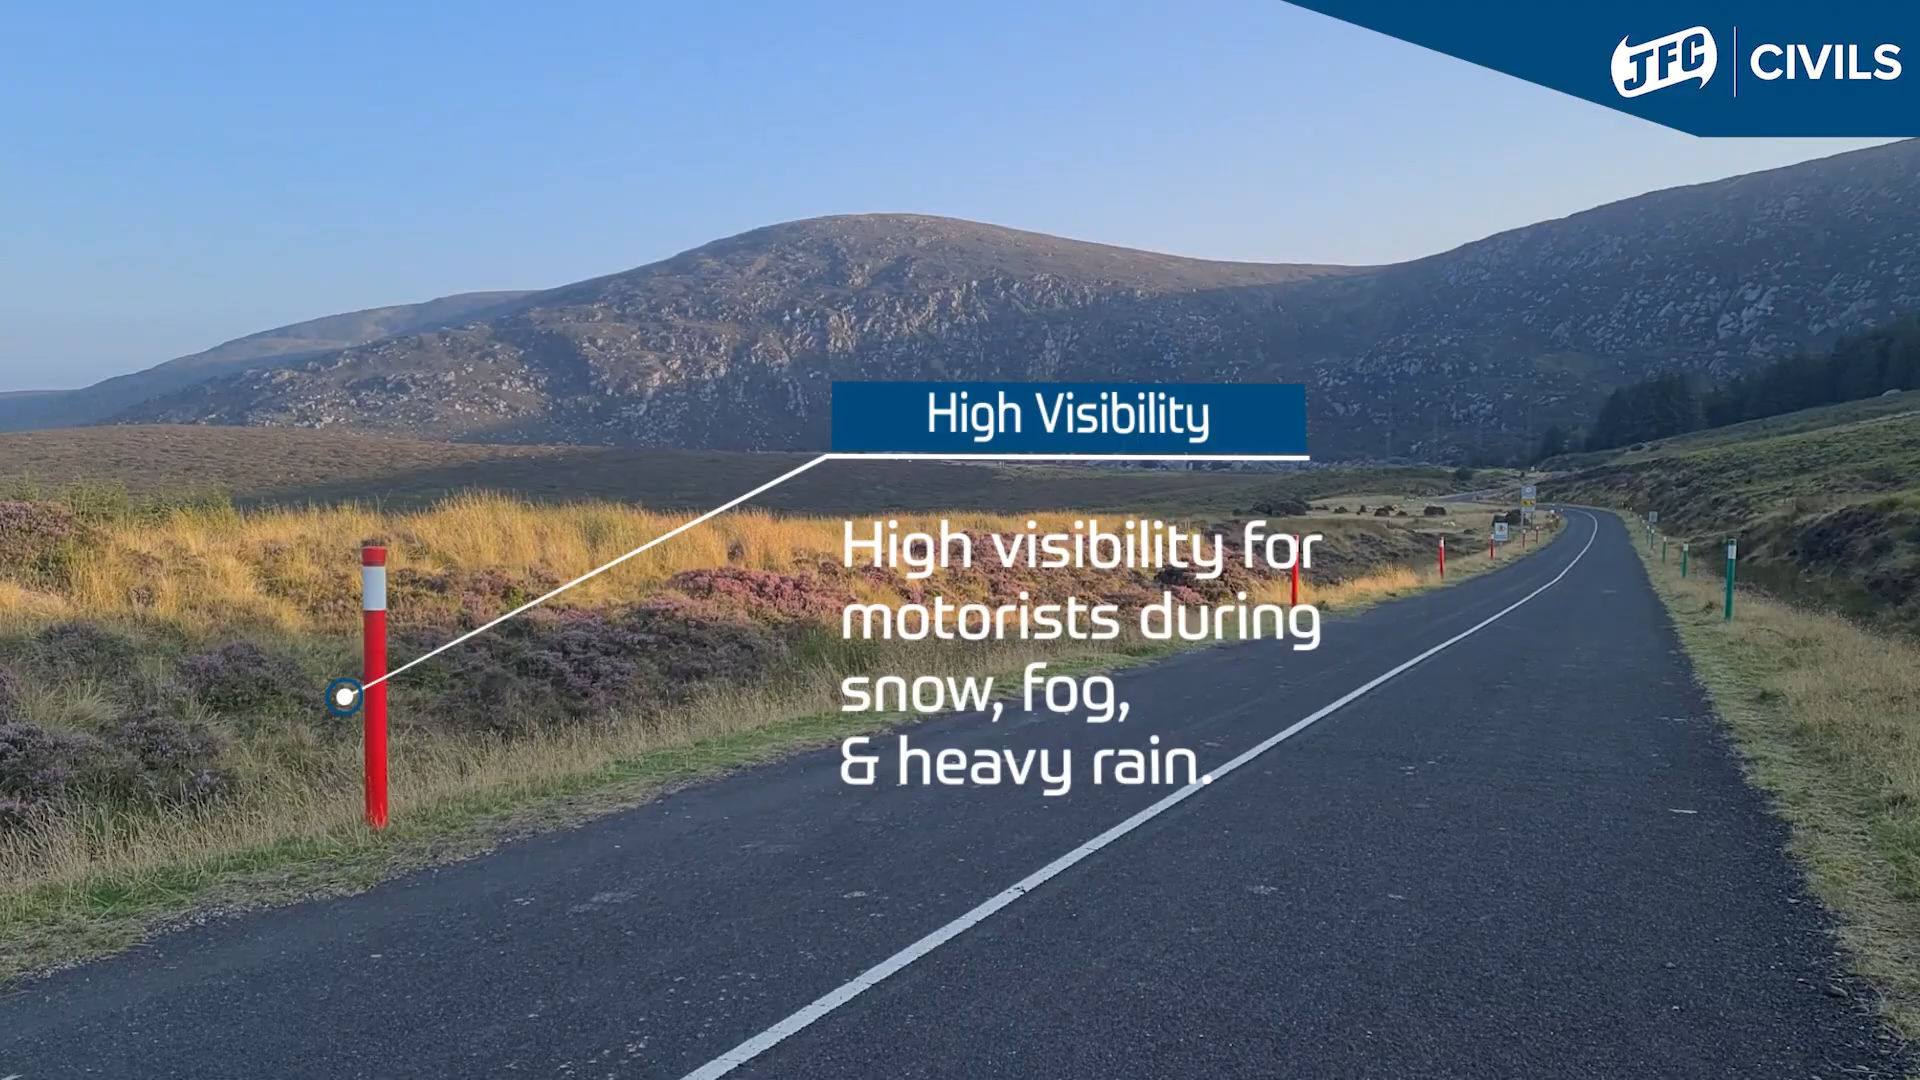 JFC CIVILS
High Visibility
High visibility for
motorists during
snow, fog,
& heavy rain.